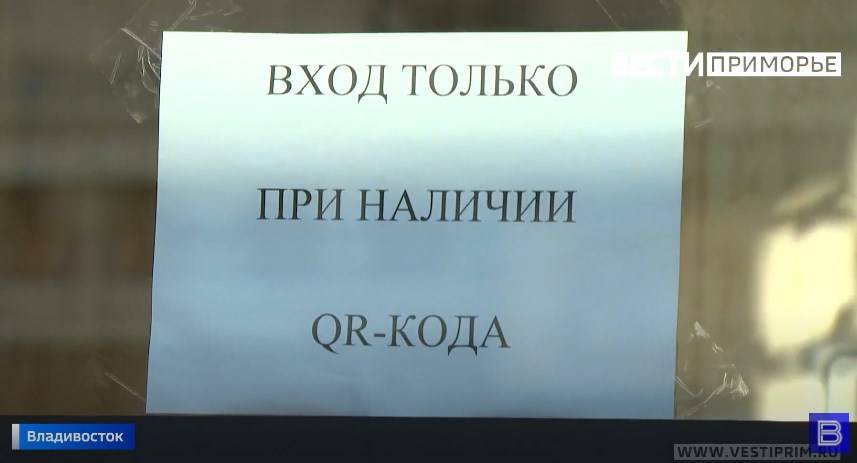 ВЕСТИ ПРИМОРЬЕ
ВХОД ТОЛЬКО
ПРИ НАЛИЧИИ
QR-КОДА
Владивосток
В
WWW.VESTIPRIM.RU